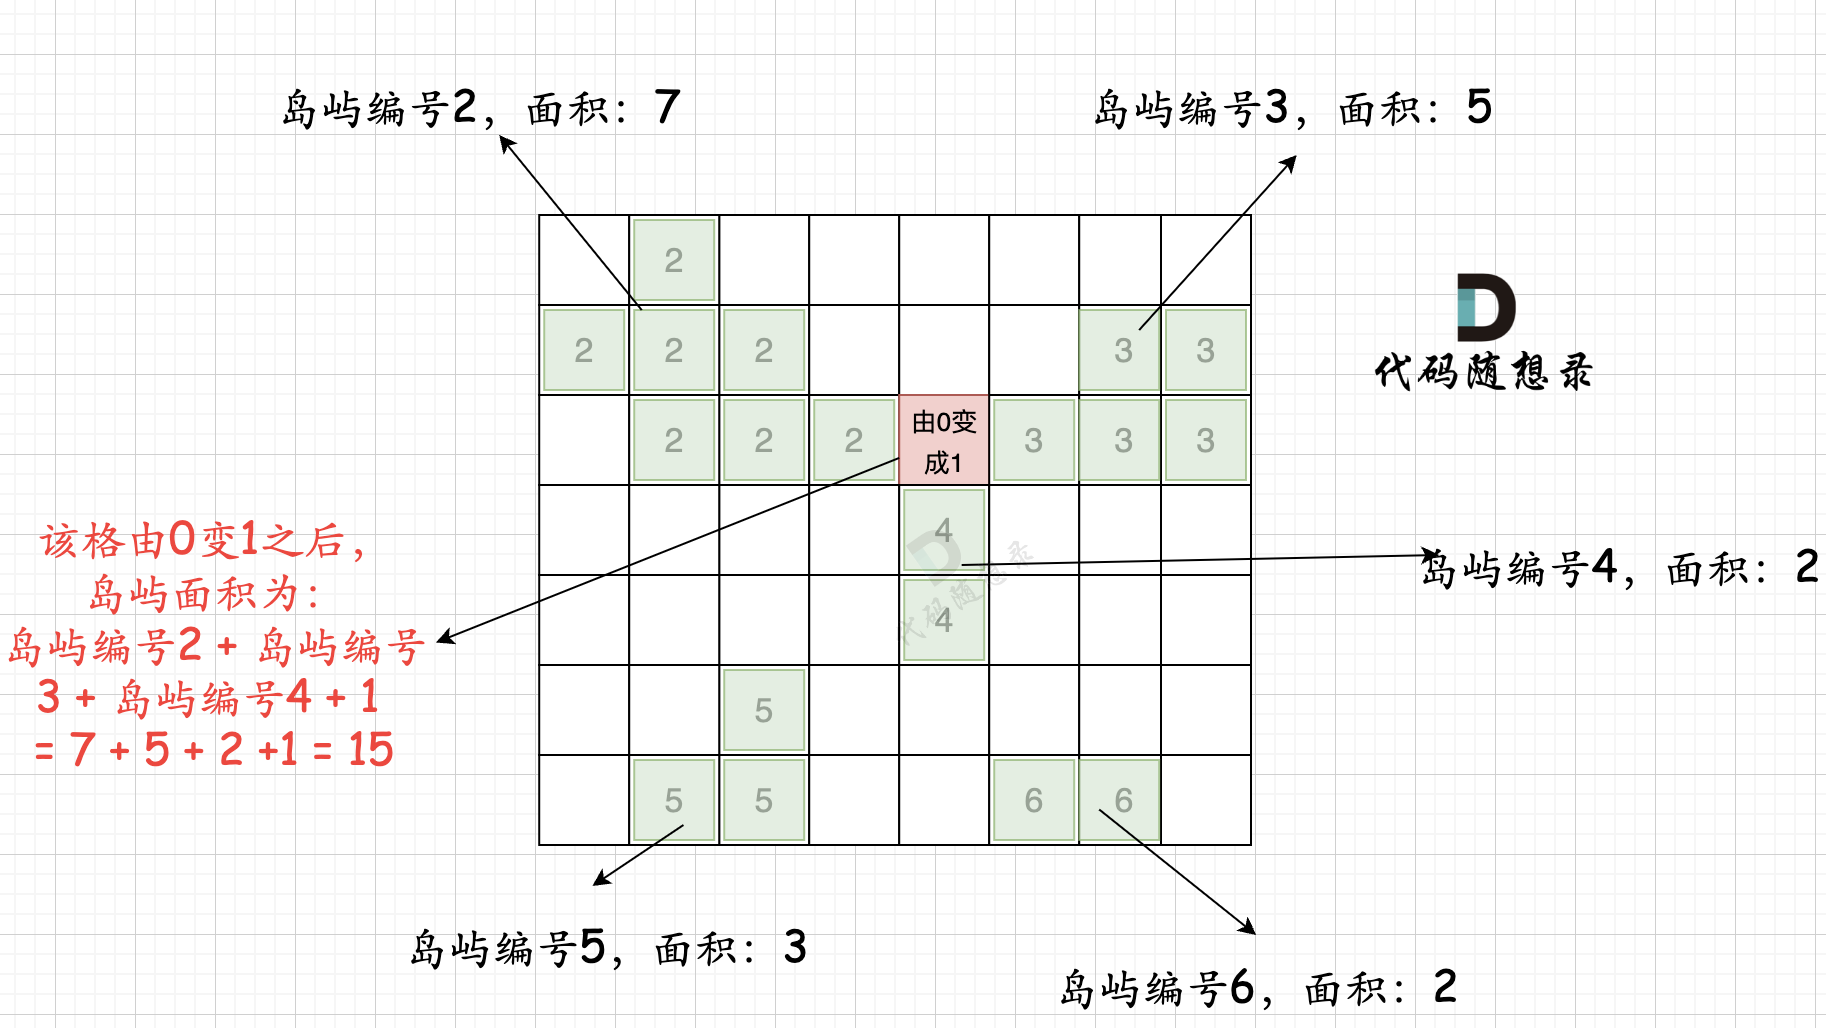 岛屿编号2，面积：7
岛屿编号3，面积：5
2
2 2 2 3 3
代码随想录
2 2 2 由0变 3 3 3
成1
4
该格由0变1之后，
岛屿面积为：
岛屿编号2 + 岛屿编号
3 + 岛屿编号4 + 1
= 7 + 5 + 2 +1 = 15
岛屿编号4，面积：2
代码随想录
4
5
5 5 6 6
岛屿编号5，面积：3
岛屿编号6，面积：2